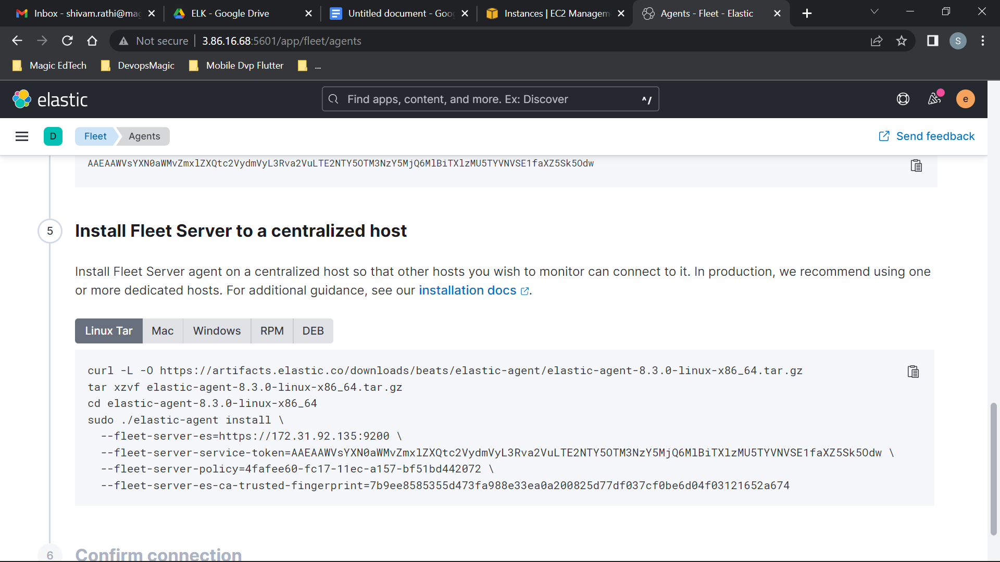 Inbox - shivam.rathi@mag
ELK - Google Drive
Untitled document - Goo
Instances | EC2 Managem
Agents - Fleet - Elastic
Not secure
3.86.16.68:5601/app/fleet/agents
S
Magic EdTech
DevopsMagic
Mobile Dvp Flutter
...
elastic
Find apps, content, and more. Ex: Discover
^/
e
D
Fleet
Agents
Send feedback
AAEAAWVsYXN0aWMvZmxlZXQtc2VydmVyL3Rva2VuLTE2NTY5OTM3NzY5MjQ6MlBiTXlzMU5TYVNVSE1faXZ5Sk5Odw
5
Install Fleet Server to a centralized host
Install Fleet Server agent on a centralized host so that other hosts you wish to monitor can connect to it. In production, we recommend using one
or more dedicated hosts. For additional guidance, see our installation docs.
Linux Tar
Mac
Windows
RPM
DEB
curl -L -O https://artifacts.elastic.co/downloads/beats/elastic-agent/elastic-agent-8.3.0-linux-x86_64.tar.gz
tar xzvf elastic-agent-8.3.0-linux-x86_64.tar.gz
cd elastic-agent-8.3.0-linux-x86_64
sudo ./elastic-agent install \
--fleet-server-es=https://172.31.92.135:9200 \
--fleet-server-service-token=AAEAAWVsYXN0aWMvZmxlZXQtc2VydmVyL3Rva2VuLTE2NTY5OTM3NzY5MjQ6MlBiTXlzMU5TYVNVSE1faXZ5Sk5Odw \
--fleet-server-policy=4fafee60-fc17-11ec-a157-bf51bd442072 \
--fleet-server-es-ca-trusted-fingerprint=7b9ee8585355d473fa988e33ea0a200825d77df037cf0be6d04f03121652a674
6
Confirm connection